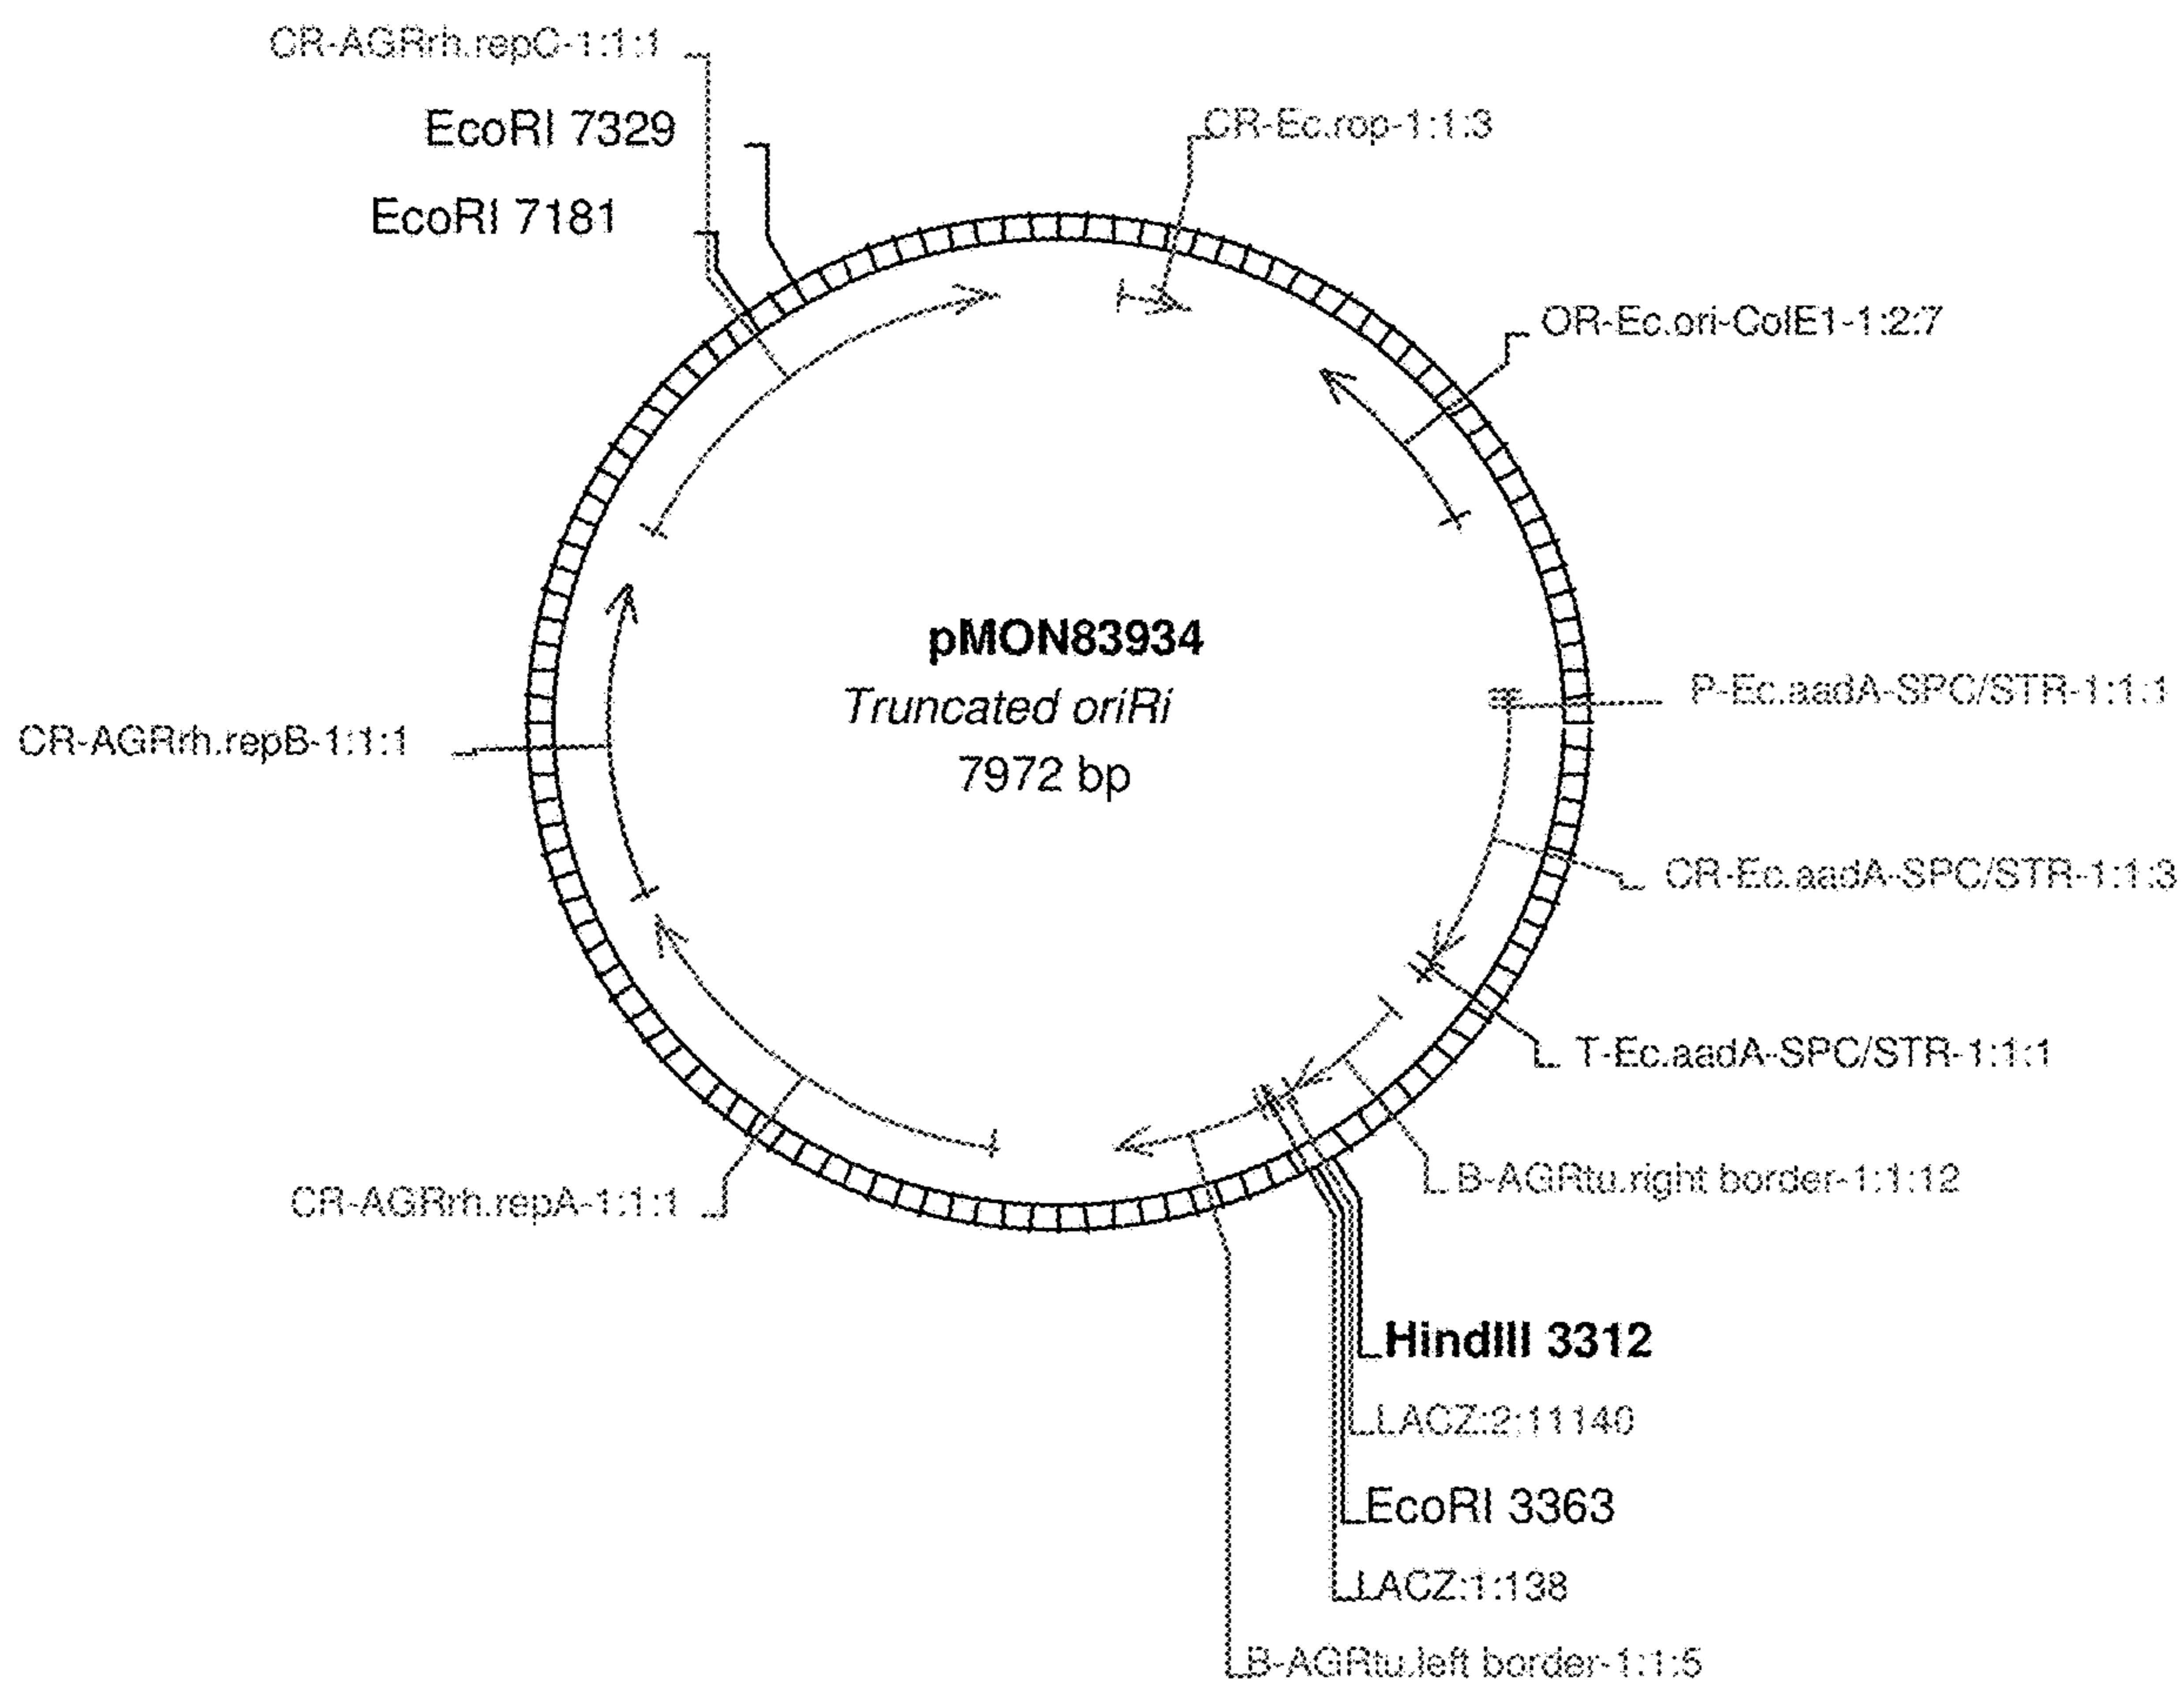 CR-AGRrh.repC-1:1:1
EcoRI 7329
CR-Ec.rop-1:1:3
EcoRI 7181
OR-Ec.ori-ColE1-1:2:7
pMON83934
Truncated oriRi
7972 bp
P-Ec.aadA-SPC/STR-1:1:1
CR-AGRrh.repB-1:1:1
CR-Ec.aadA-SPC/STR-1:1:3
T-Ec.aadA-SPC/STR-1:1:1
B-AGRtu.right border-1:1:12
CR-AGRrh.repA-1:1:1
HindIII 3312
LACZ:2:11140
EcoRI 3363
LACZ:1:138
B-AGRtu.left border-1:1:5